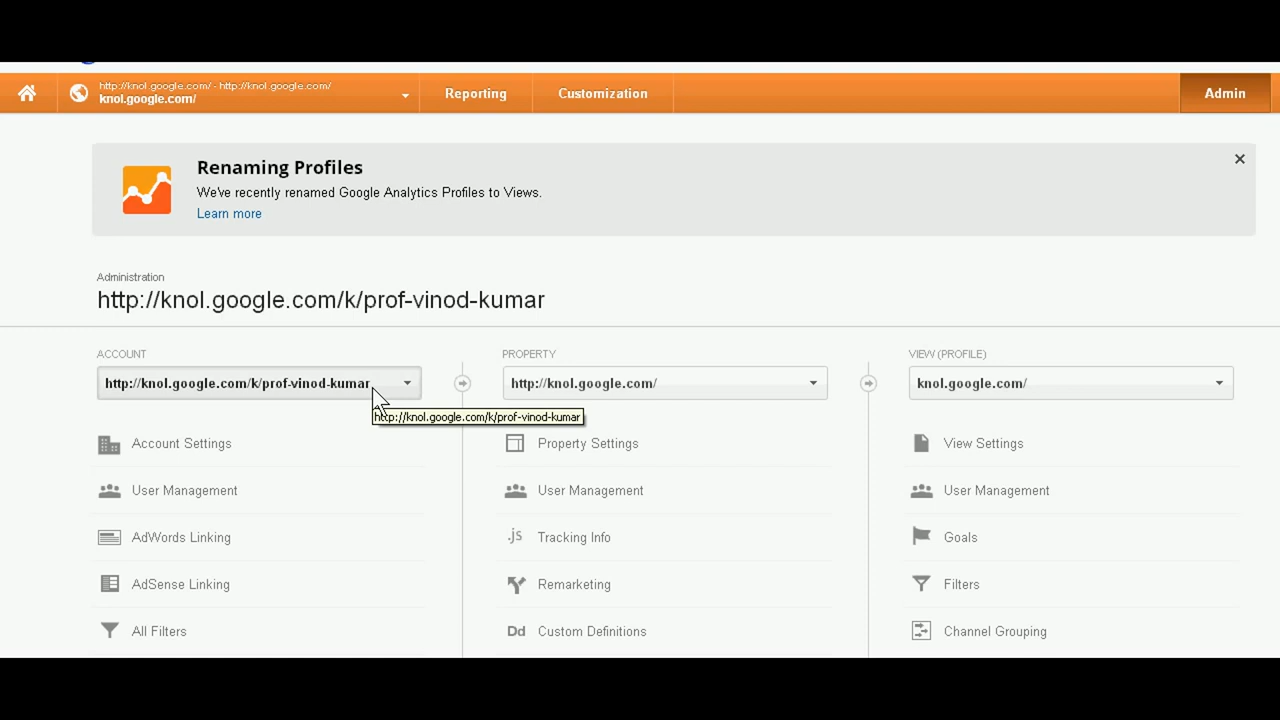 http://knol.google.com/ - http://knol.google.com/
knol.google.com/
Reporting
Customization
Admin
Renaming Profiles
We've recently renamed Google Analytics Profiles to Views.
Learn more
Administration
http://knol.google.com/k/prof-vinod-kumar
ACCOUNT
PROPERTY
VIEW (PROFILE)
http://knol.google.com/k/prof-vinod-kumar
http://knol.google.com/
knol.google.com/
http://knol.google.com/k/prof-vinod-kumar
Account Settings
Property Settings
View Settings
User Management
User Management
User Management
AdWords Linking
.js Tracking Info
Goals
AdSense Linking
Remarketing
Filters
All Filters
Dd Custom Definitions
Channel Grouping